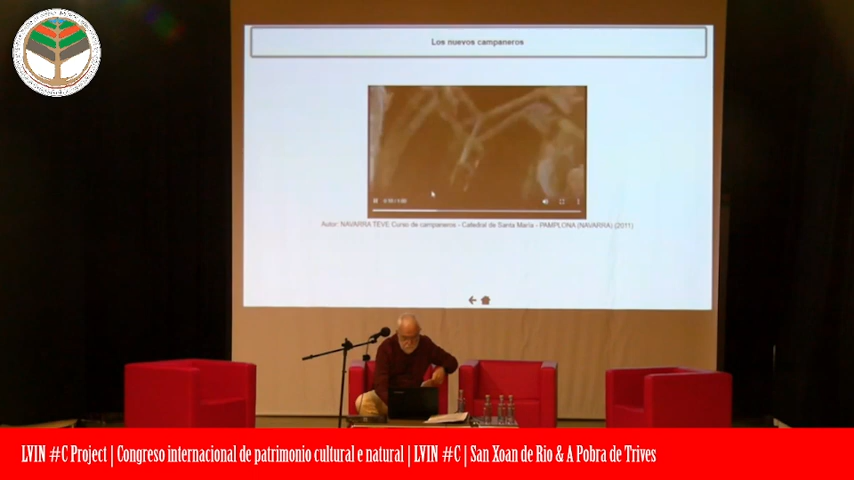 Los nuevos campaneros
Autor: NAVARRA TEVE Curso de campaneros - Catedral de Santa María - PAMPLONA (NAVARRA) (2011)
LVIN #C Project | Congreso internacional de patrimonio cultural e natural | LVIN #C | San Xoan de Rio & A Pobra de Trives